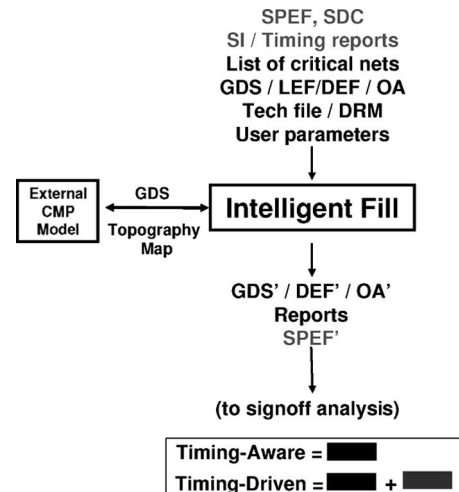 SPEF, SDC
SI / Timing reports
List of critical nets
GDS / LEF/DEF / OA
Tech file / DRM
User parameters
External
CMP
Model
GDS
Topography
Map
Intelligent Fill
GDS’ / DEF’ / OA’
Reports
SPEF’
(to signoff analysis)
Timing-Aware =
Timing-Driven = +